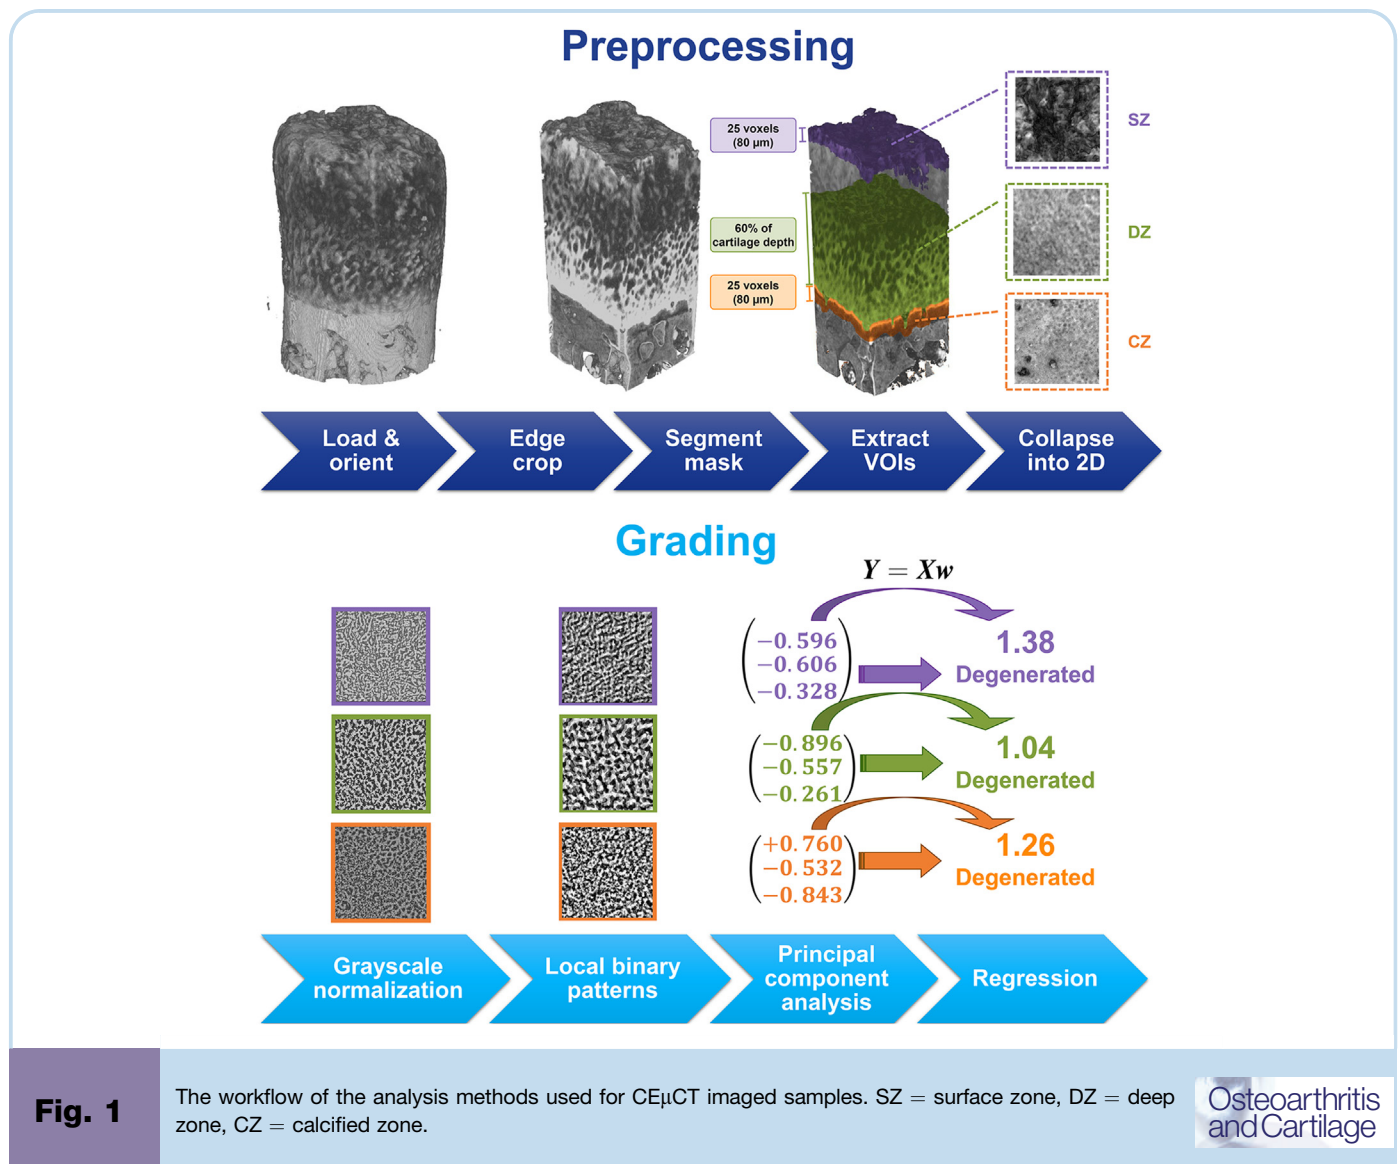 Preprocessing
25 voxels
(80 µm)
60% of
cartilage depth
25 voxels
(80 µm)
SZ
DZ
CZ
Load &
orient
Edge
crop
Segment
mask
Extract
VOIs
Collapse
into 2D
Grading
Y = Xw
−0.596
−0.606
−0.328
1.38
Degenerated
−0.896
−0.557
−0.261
1.04
Degenerated
+0.760
−0.532
−0.843
1.26
Degenerated
Grayscale
normalization
Local binary
patterns
Principal
component
analysis
Regression
Fig. 1
The workflow of the analysis methods used for CEµCT imaged samples. SZ = surface zone, DZ = deep
zone, CZ = calcified zone.
Osteoarthritis
and Cartilage